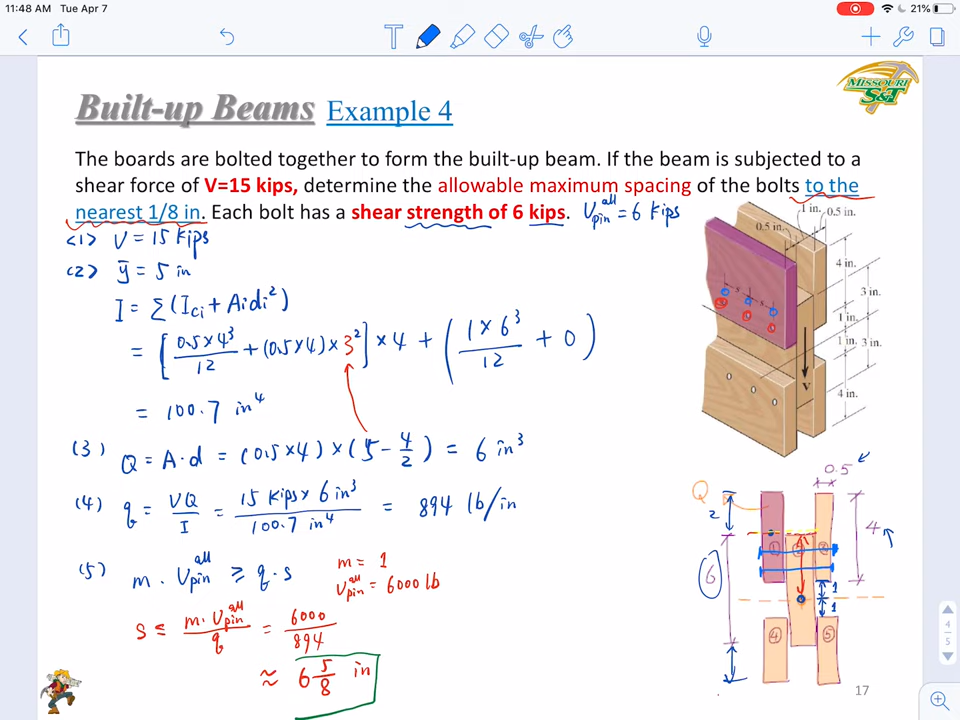 11:48 AM Tue Apr 7
21%
Built-up Beams Example 4
MISSOURI
S&T
The boards are bolted together to form the built-up beam. If the beam is subjected to a
shear force of V=15 kips, determine the allowable maximum spacing of the bolts to the
nearest 1/8 in. Each bolt has a shear strength of 6 kips. V_pin^all = 6 kips
(1) V = 15 kips
(2) ȳ = 5 in
I = Σ(I_ci + A_i d_i²)
= [0.5×4³/12 + (0.5×4)×3²]×4 + (1×6³/12 + 0)
= 100.7 in⁴
(3) Q = A·d = (0.5×4)×(5-4/2) = 6 in³
(4) q = VQ/I = 15 kips×6 in³/100.7 in⁴ = 894 lb/in
(5) m·V_pin^all ≥ q·s
m = 1
V_pin^all = 6000 lb
s ≤ m·V_pin^all/q = 6000/894
≈ 6 5/8 in
1 in.
0.5 in.
0.5 in.
4 in.
s
s
3 in.
1 in.
1 in.
3 in.
V
4 in.
0.5
Q
2
4
1
2
3
6
1
1
4
5
17
4
5